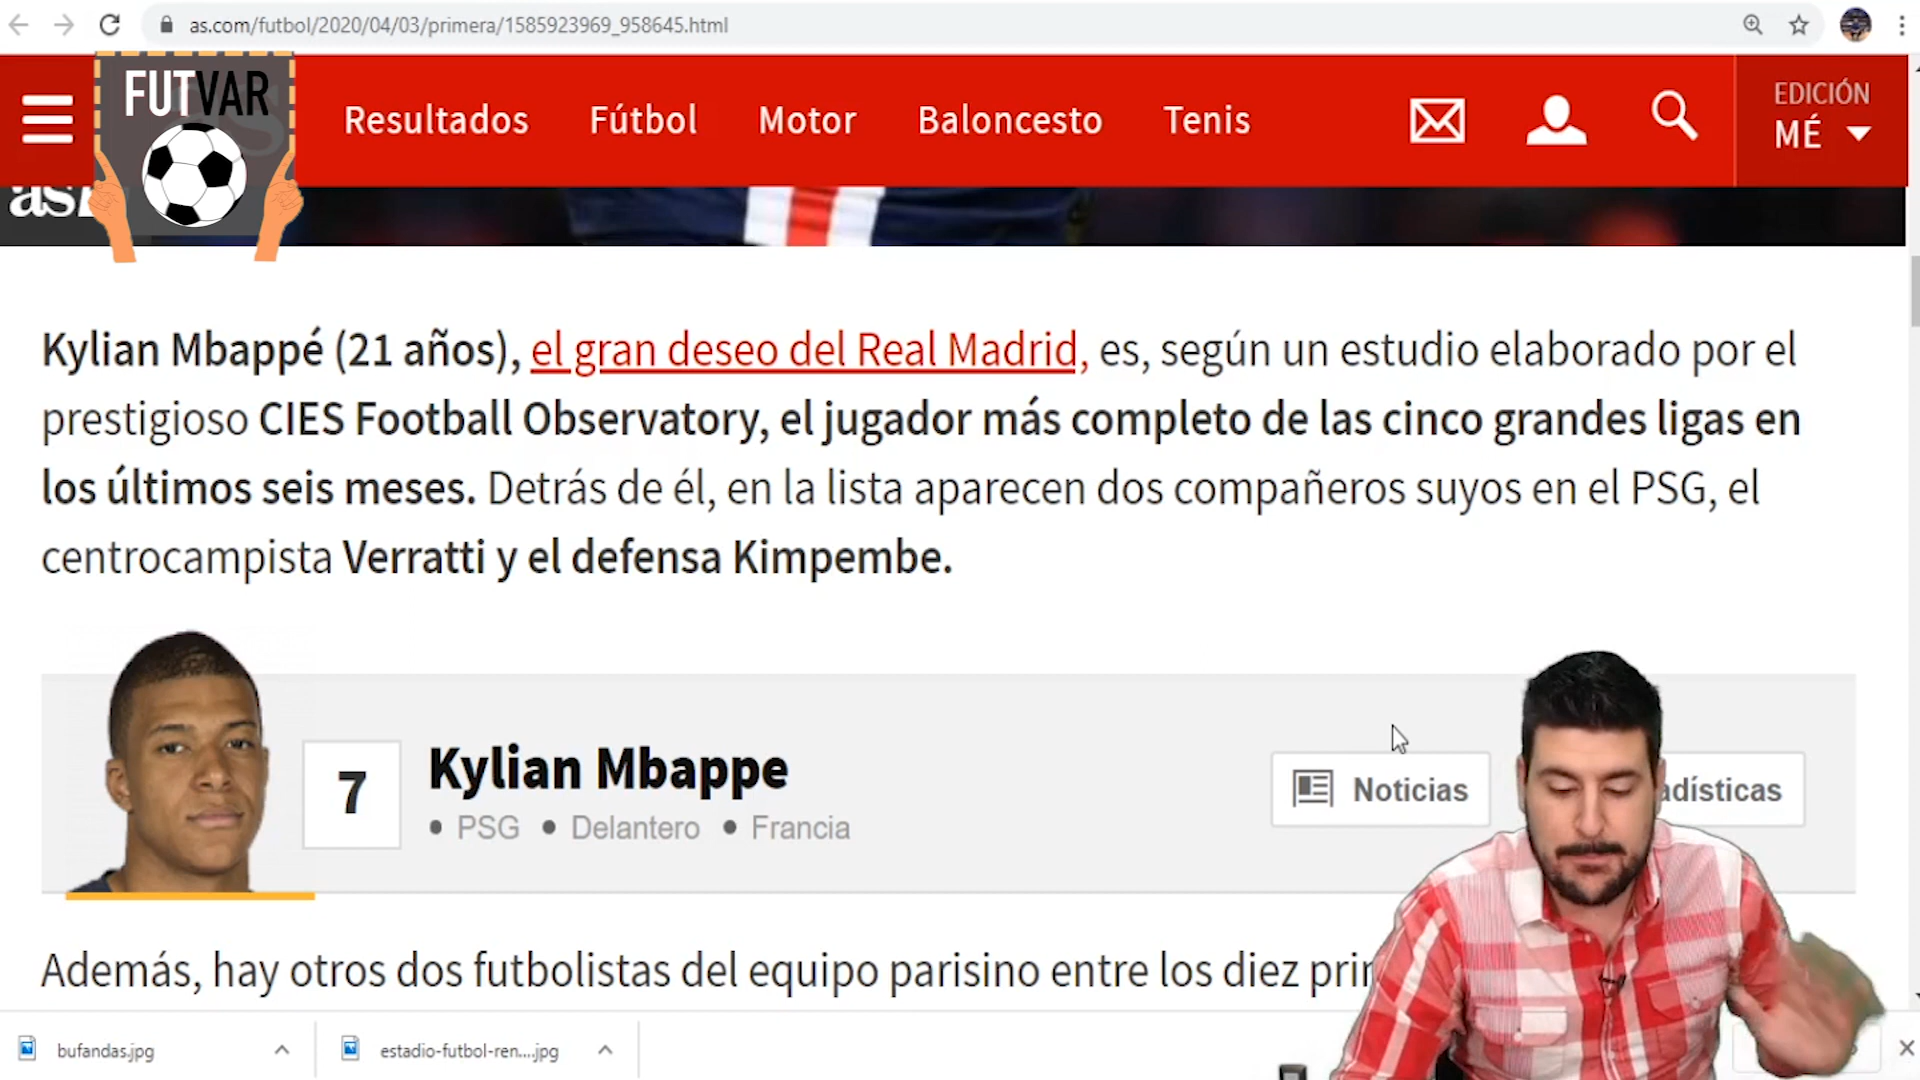 as.com/futbol/2020/04/03/primera/1585923969_958645.html
FUTVAR
Resultados Fútbol Motor Baloncesto Tenis
EDICIÓN
MÉ
as
Kylian Mbappé (21 años), el gran deseo del Real Madrid, es, según un estudio elaborado por el
prestigioso CIES Football Observatory, el jugador más completo de las cinco grandes ligas en
los últimos seis meses. Detrás de él, en la lista aparecen dos compañeros suyos en el PSG, el
centrocampista Verratti y el defensa Kimpembe.
7
Kylian Mbappe
• PSG • Delantero • Francia
Noticias
adísticas
Además, hay otros dos futbolistas del equipo parisino entre los diez prin
bufandas.jpg
estadio-futbol-ren....jpg